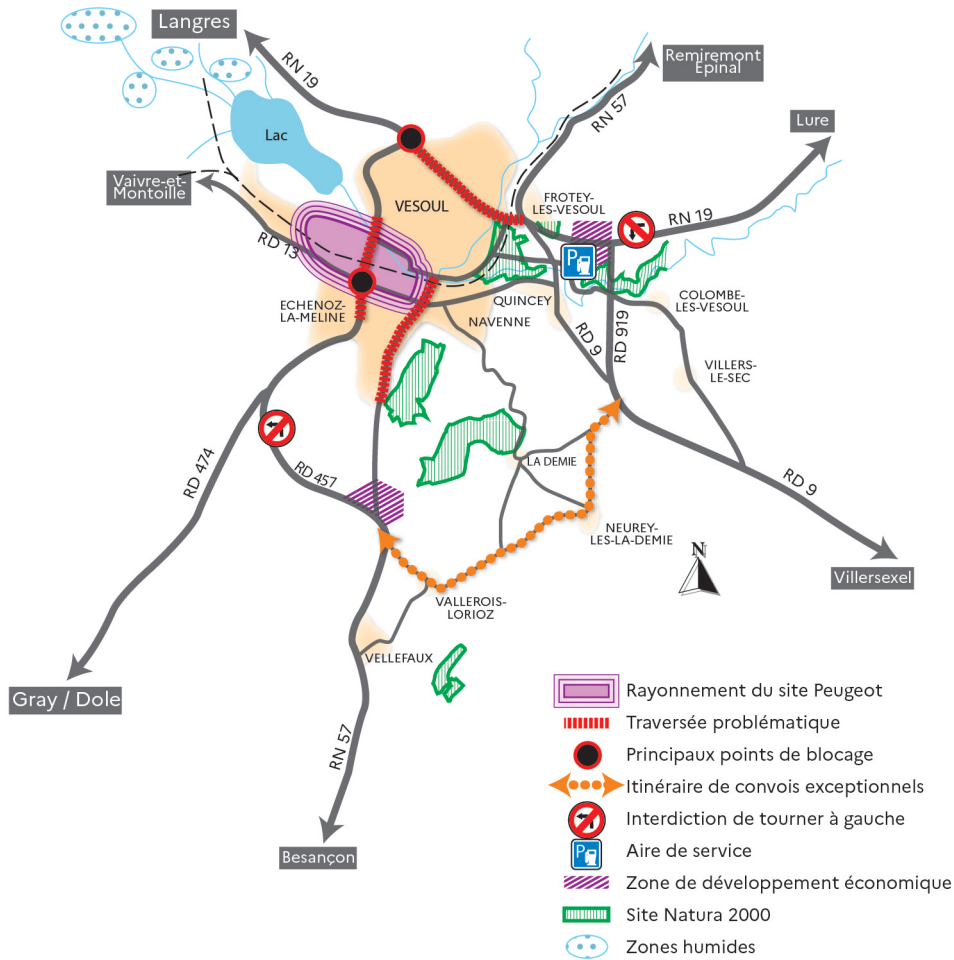 Langres
RN 19
Remiremont
Épinal
RN 57
Lure
Lac
Vaivre-et-
Montoille
VESOUL
FROTEY-
LES-VESOUL
RN 19
RD 13
P
ECHENOZ-
LA-MELINE
QUINCEY
NAVENNE
COLOMBE-
LES-VESOUL
RD 9
RD 919
VILLERS-
LE-SEC
RD 474
RD 457
LA DEMIE
RD 9
NEUREY-
LES-LA-DEMIE
N
Villersexel
VALLEROIS-
LORIOZ
VELLEFAUX
Gray / Dole
RN 57
Besançon
Rayonnement du site Peugeot
Traversée problématique
Principaux points de blocage
Itinéraire de convois exceptionnels
Interdiction de tourner à gauche
P
Aire de service
Zone de développement économique
Site Natura 2000
Zones humides